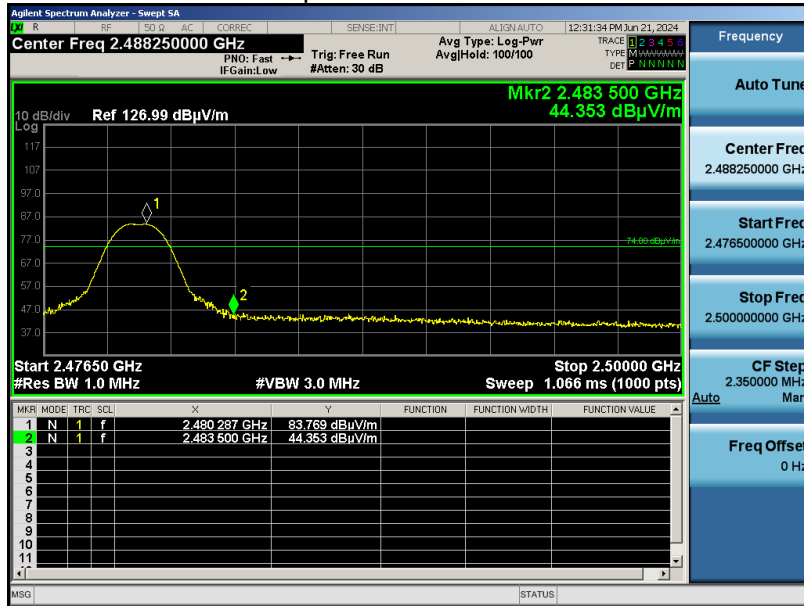 Agilent Spectrum Analyzer - Swept SA
LXI R RF 50 Ω AC CORREC SENSE:INT ALIGN AUTO 12:31:34 PM Jun 21, 2024
Center Freq 2.488250000 GHz
PNO: Fast
IFGain:Low
Trig: Free Run
#Atten: 30 dB
Avg Type: Log-Pwr
Avg|Hold: 100/100
TRACE 1 2 3 4 5 6
TYPE M
DET P N N N N N
Mkr2 2.483 500 GHz
44.353 dBµV/m
10 dB/div Ref 126.99 dBµV/m
Log
117
107
97.0
87.0
77.0
67.0
57.0
47.0
37.0
1
2
74.00 dBµV/m
Start 2.47650 GHz Stop 2.50000 GHz
#Res BW 1.0 MHz #VBW 3.0 MHz Sweep 1.066 ms (1000 pts)
MKR MODE TRC SCL X Y FUNCTION FUNCTION WIDTH FUNCTION VALUE
1 N 1 f 2.480 287 GHz 83.769 dBµV/m
2 N 1 f 2.483 500 GHz 44.353 dBµV/m
3
4
5
6
7
8
9
10
11
MSG STATUS
Frequency
Auto Tune
Center Freq
2.488250000 GHz
Start Freq
2.476500000 GHz
Stop Freq
2.500000000 GHz
CF Step
2.350000 MHz
Auto Man
Freq Offset
0 Hz